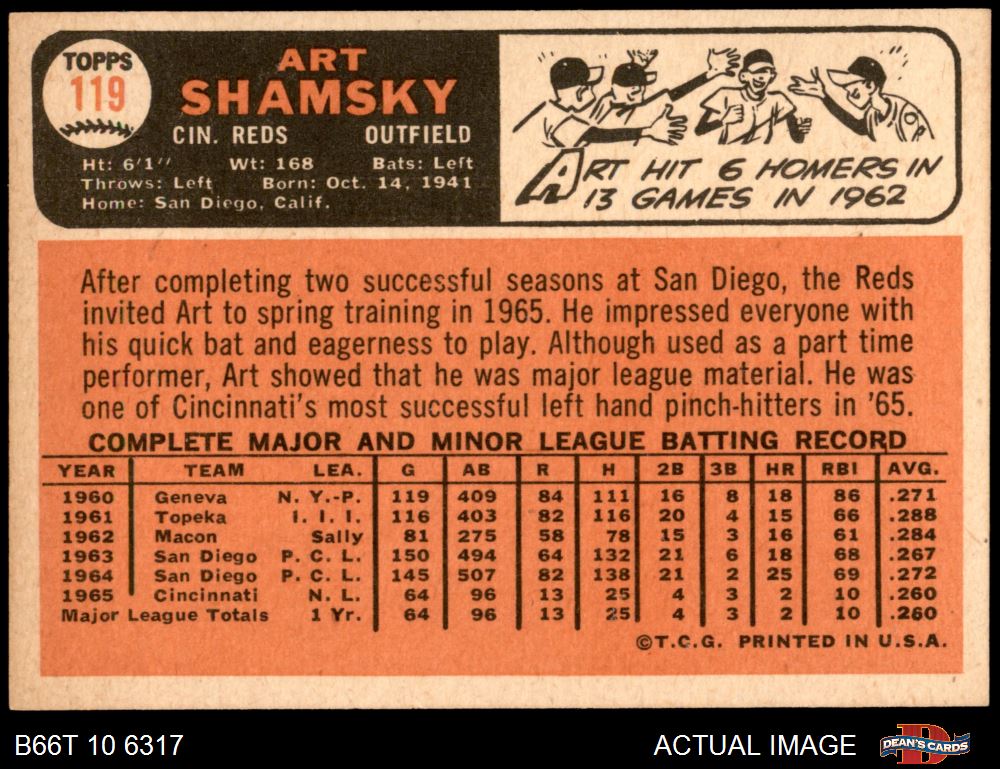 TOPPS
119
ART
SHAMSKY
CIN. REDS OUTFIELD
Ht: 6'1" Wt: 168 Bats: Left
Throws: Left Born: Oct. 14, 1941
Home: San Diego, Calif.
ART HIT 6 HOMERS IN
13 GAMES IN 1962
After completing two successful seasons at San Diego, the Reds
invited Art to spring training in 1965. He impressed everyone with
his quick bat and eagerness to play. Although used as a part time
performer, Art showed that he was major league material. He was
one of Cincinnati's most successful left hand pinch-hitters in '65.
COMPLETE MAJOR AND MINOR LEAGUE BATTING RECORD
YEAR TEAM LEA. G AB R H 2B 3B HR RBI AVG.
1960 Geneva N. Y.-P. 119 409 84 111 16 8 18 86 .271
1961 Topeka I. I. I. 116 403 82 116 20 4 15 66 .288
1962 Macon Sally 81 275 58 78 15 3 16 61 .284
1963 San Diego P. C. L. 150 494 64 132 21 6 18 68 .267
1964 San Diego P. C. L. 145 507 82 138 21 2 25 69 .272
1965 Cincinnati N. L. 64 96 13 25 4 3 2 10 .260
Major League Totals 1 Yr. 64 96 13 25 4 3 2 10 .260
©T.C.G. PRINTED IN U.S.A.
B66T 10 6317 ACTUAL IMAGE DEAN'S CARDS